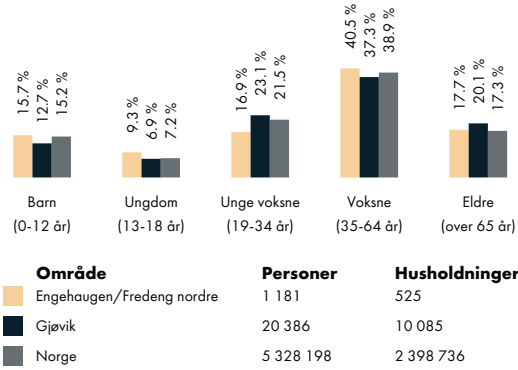 15.7 % 12.7 % 15.2 %
9.3 % 6.9 % 7.2 %
16.9 % 23.1 % 21.5 %
40.5 % 37.3 % 38.9 %
17.7 % 20.1 % 17.3 %
Barn Ungdom Unge voksne Voksne Eldre
(0-12 år) (13-18 år) (19-34 år) (35-64 år) (over 65 år)
Område Personer Husholdninger
Engehaugen/Fredeng nordre 1 181 525
Gjøvik 20 386 10 085
Norge 5 328 198 2 398 736